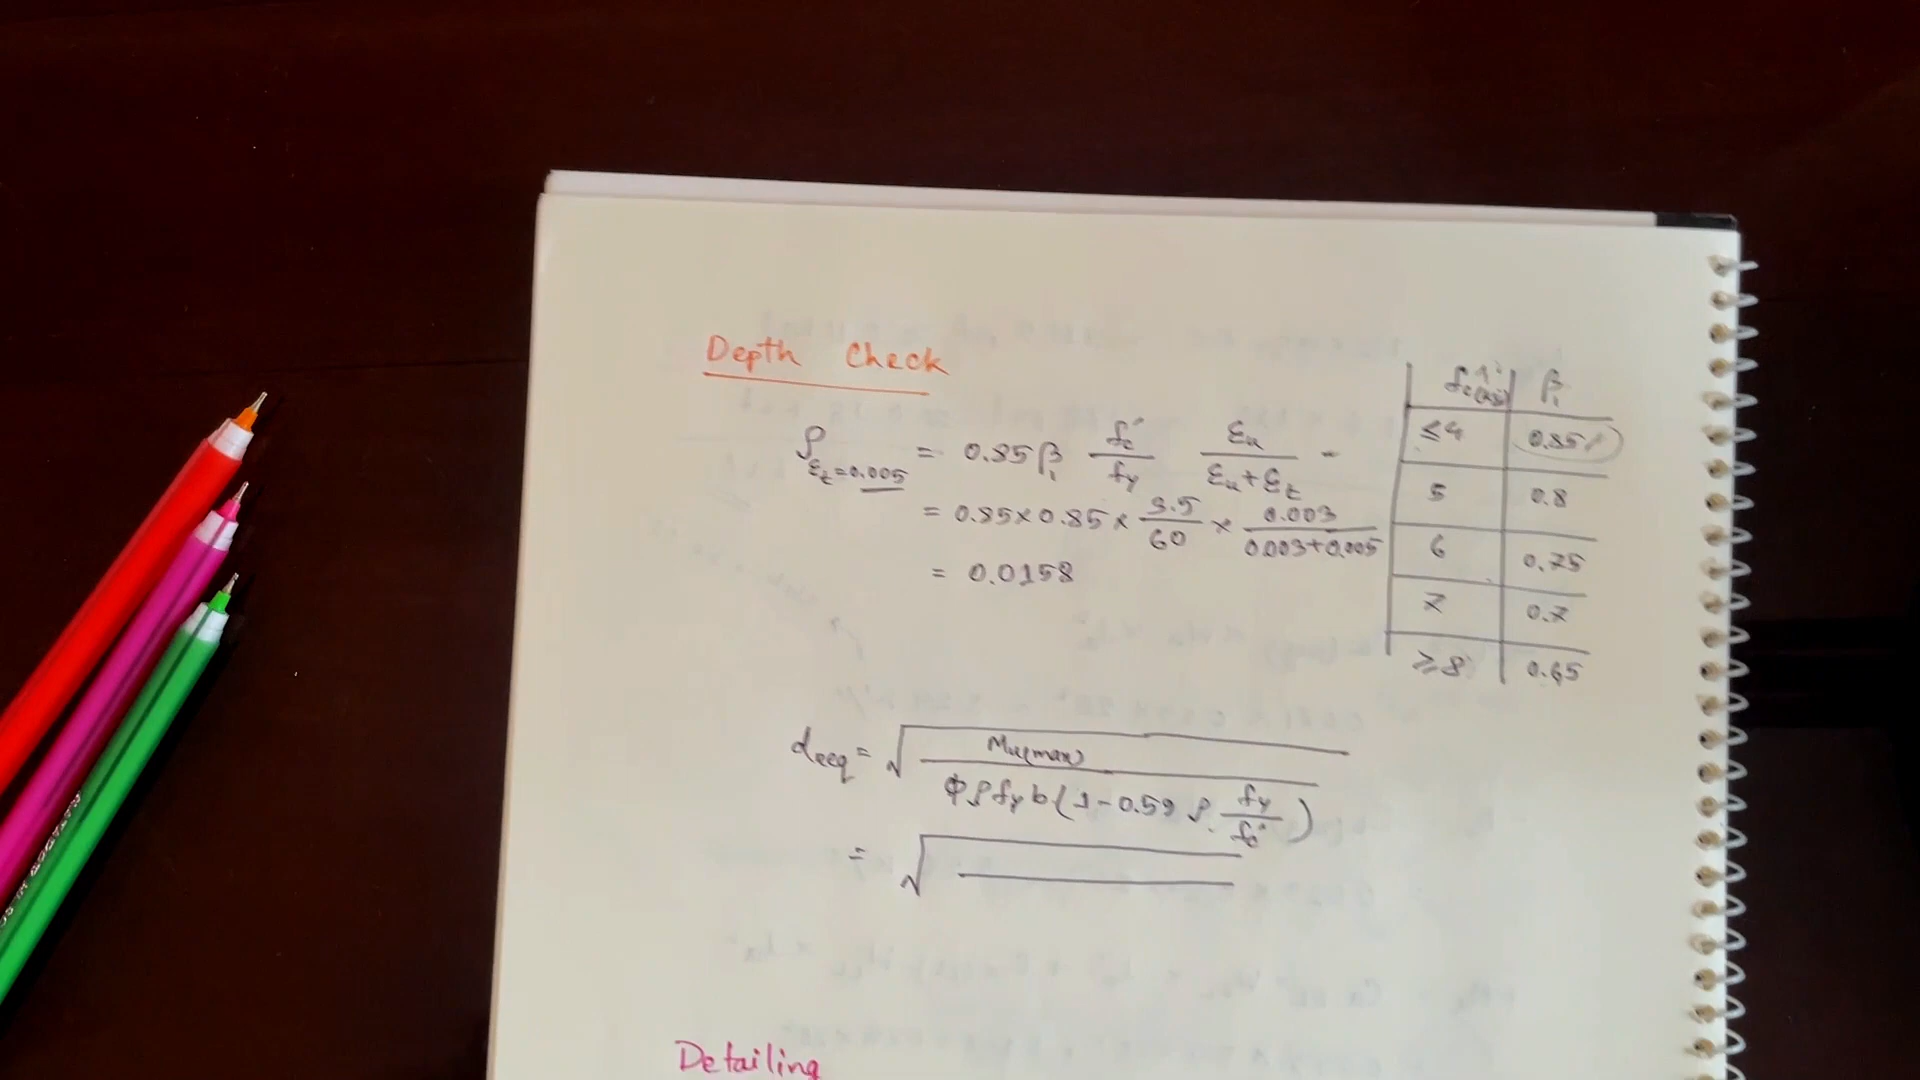 Depth Check
ρ εt=0.005 = 0.85 β1 fc'/fy εu/(εu+εt)
= 0.85 × 0.85 × 3.5/60 × 0.003/(0.003+0.005)
= 0.0158
fc' (ksi) β1
≤4 0.85
5 0.8
6 0.75
7 0.7
≥8 0.65
dreq = √(Mu(max) / (φ ρ fy b (1 - 0.59 ρ fy/fc')))
= √
Detailing